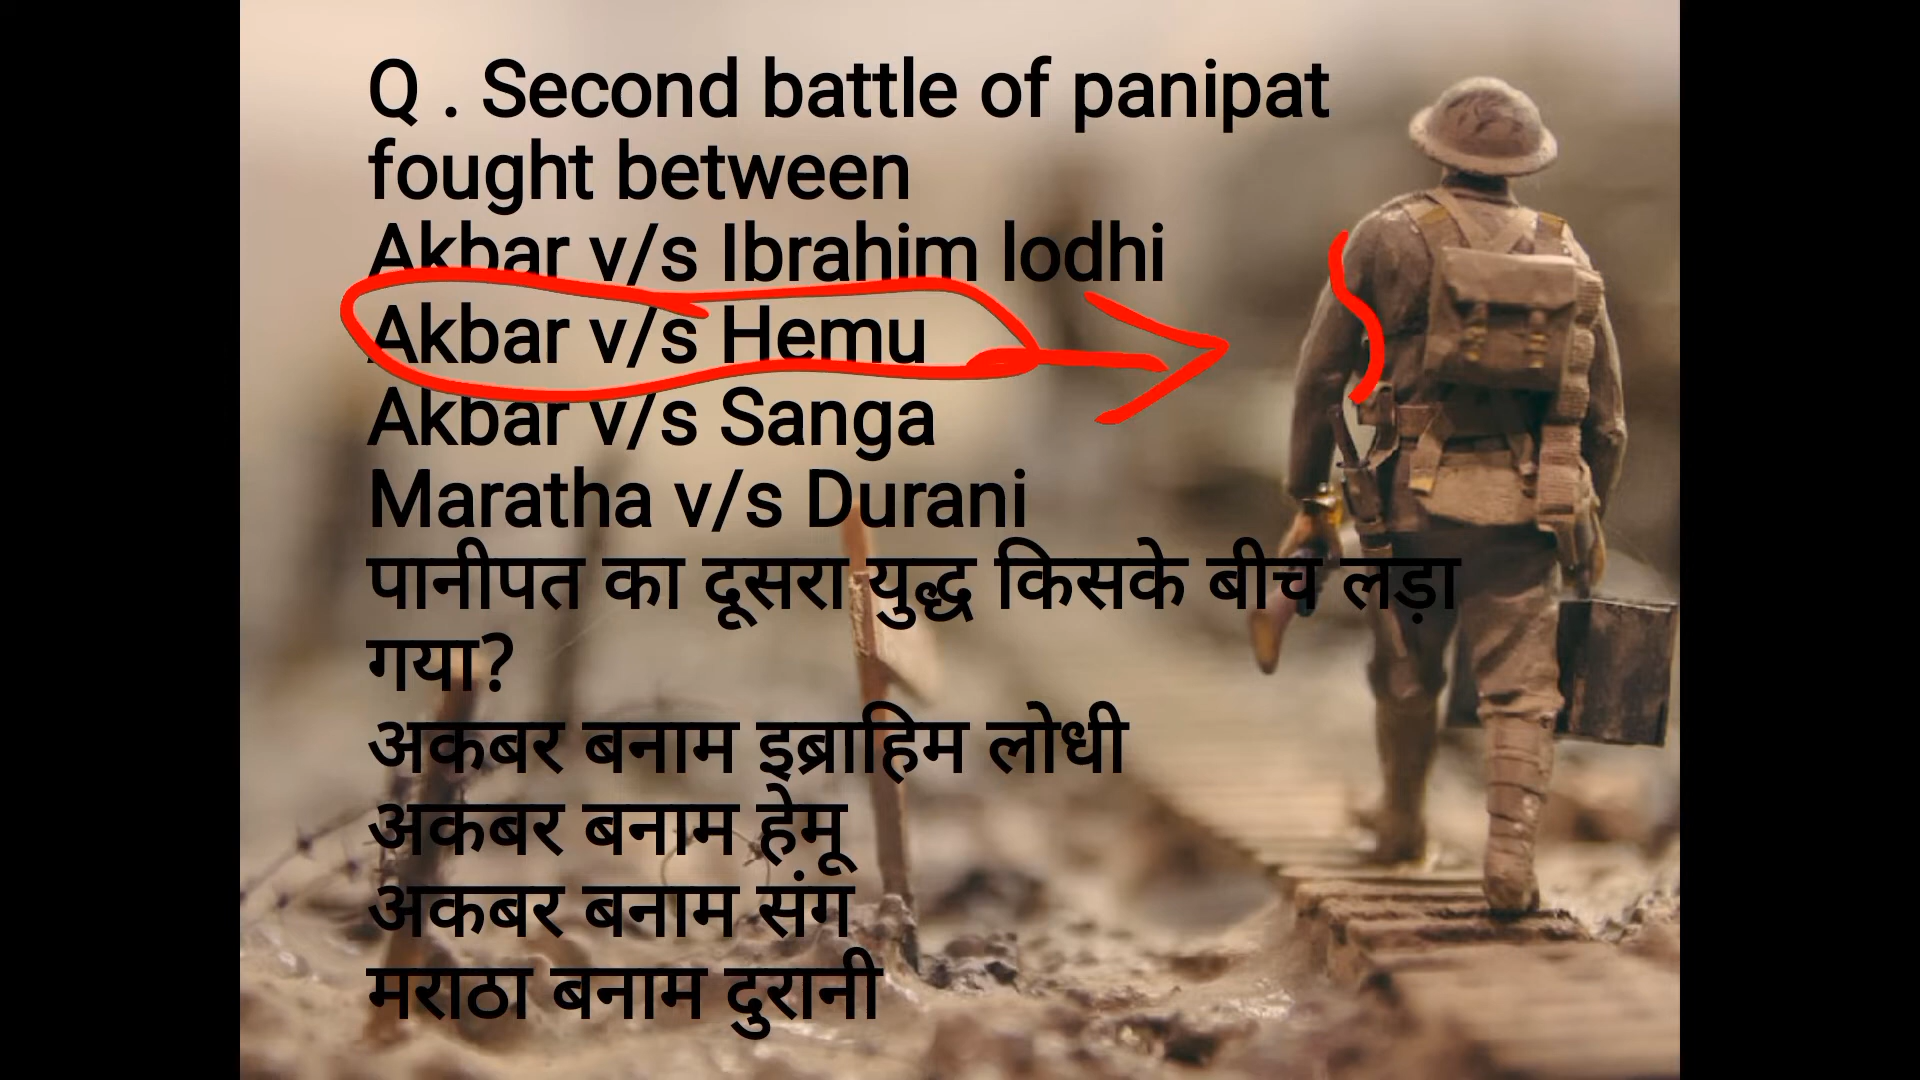 Q . Second battle of panipat
fought between
Akbar v/s Ibrahim lodhi
Akbar v/s Hemu
Akbar v/s Sanga
Maratha v/s Durani
पानीपत का दूसरा युद्ध किसके बीच लड़ा
गया?
अकबर बनाम इब्राहिम लोधी
अकबर बनाम हेमू
अकबर बनाम संग
मराठा बनाम दुरानी